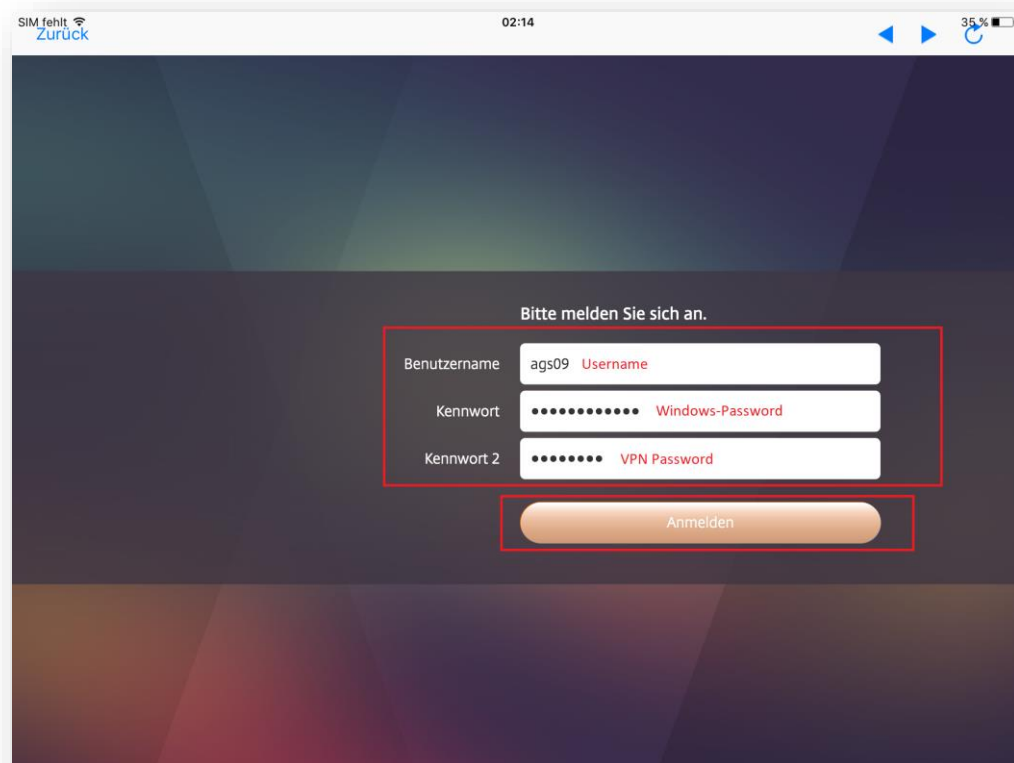 SIM fehlt 02:14 35 %
Zurück
Bitte melden Sie sich an.
Benutzername ags09 Username
Kennwort •••••••••••• Windows-Password
Kennwort 2 •••••••• VPN Password
Anmelden